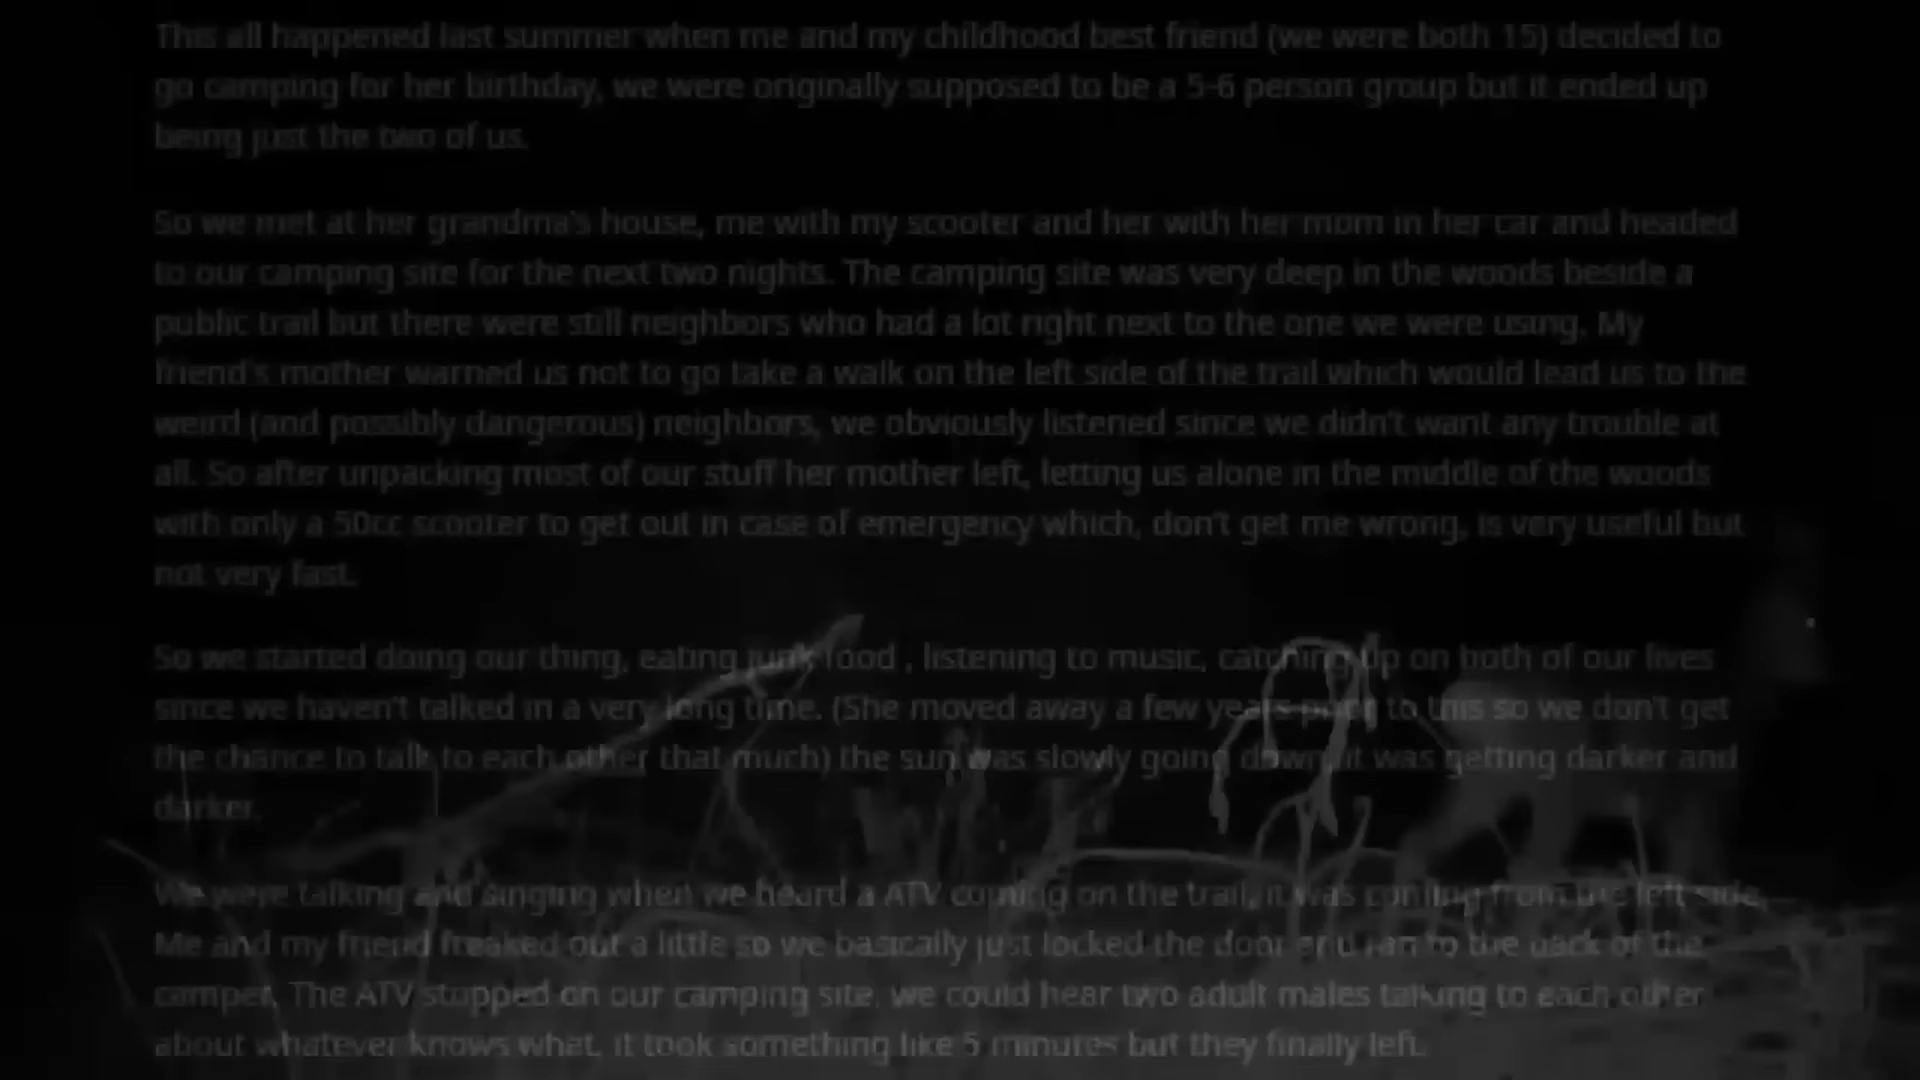 This all happened last summer when me and my childhood best friend (we were both 15) decided to
go camping for her birthday, we were originally supposed to be a 5-6 person group but it ended up
being just the two of us.
So we met at her grandma's house, me with my scooter and her with her mom in her car and headed
to our camping site for the next two nights. The camping site was very deep in the woods beside a
public trail but there were still neighbors who had a lot right next to the one we were using. My
friend's mother warned us not to go take a walk on the left side of the trail which would lead us to the
weird (and possibly dangerous) neighbors, we obviously listened since we didn't want any trouble at
all. So after unpacking most of our stuff her mother left, letting us alone in the middle of the woods
with only a 50cc scooter to get out in case of emergency which, don't get me wrong, is very useful but
not very fast.
So we started doing our thing, eating junk food , listening to music, catching up on both of our lives
since we haven't talked in a very long time. (She moved away a few years prior to this so we don't get
the chance to talk to each other that much) the sun was slowly going down it was getting darker and
darker.
We were talking and singing when we heard a ATV coming on the trail, it was coming from the left side.
Me and my friend freaked out a little so we basically just locked the door and ran to the back of the
camper. The ATV stopped on our camping site, we could hear two adult males talking to each other
about whatever knows what. it took something like 5 minutes but they finally left.